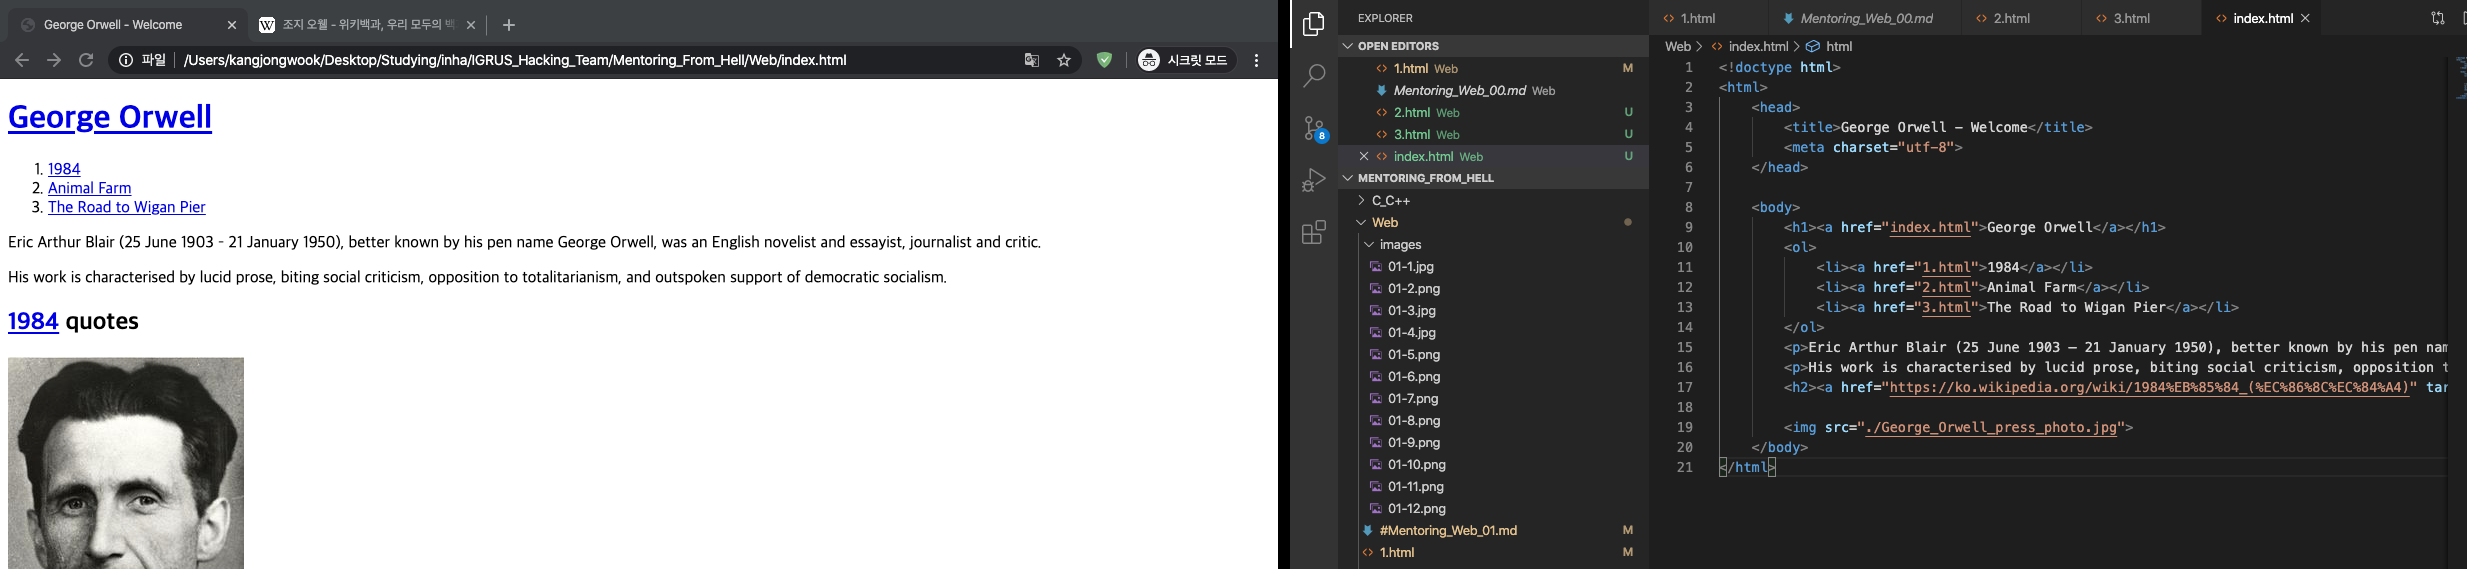 George Orwell - Welcome
조지 오웰 - 위키백과, 우리 모두의 백
파일 /Users/kangjongwook/Desktop/Studying/inha/IGRUS_Hacking_Team/Mentoring_From_Hell/Web/index.html
시크릿 모드
George Orwell
1. 1984
2. Animal Farm
3. The Road to Wigan Pier
Eric Arthur Blair (25 June 1903 - 21 January 1950), better known by his pen name George Orwell, was an English novelist and essayist, journalist and critic.
His work is characterised by lucid prose, biting social criticism, opposition to totalitarianism, and outspoken support of democratic socialism.
1984 quotes
8
EXPLORER
OPEN EDITORS
1.html Web M
Mentoring_Web_00.md Web
2.html Web U
3.html Web U
index.html Web U
MENTORING_FROM_HELL
C_C++
Web
images
01-1.jpg
01-2.png
01-3.jpg
01-4.jpg
01-5.png
01-6.png
01-7.png
01-8.png
01-9.png
01-10.png
01-11.png
01-12.png
#Mentoring_Web_01.md M
1.html M
1.html
Mentoring_Web_00.md
2.html
3.html
index.html
Web > index.html > html
1 <!doctype html>
2 <html>
3 <head>
4 <title>George Orwell – Welcome</title>
5 <meta charset="utf-8">
6 </head>
7
8 <body>
9 <h1><a href="index.html">George Orwell</a></h1>
10 <ol>
11 <li><a href="1.html">1984</a></li>
12 <li><a href="2.html">Animal Farm</a></li>
13 <li><a href="3.html">The Road to Wigan Pier</a></li>
14 </ol>
15 <p>Eric Arthur Blair (25 June 1903 – 21 January 1950), better known by his pen nam
16 <p>His work is characterised by lucid prose, biting social criticism, opposition t
17 <h2><a href="https://ko.wikipedia.org/wiki/1984%EB%85%84_(%EC%86%8C%EC%84%A4)" tar
18
19 <img src="./George_Orwell_press_photo.jpg">
20 </body>
21 </html>